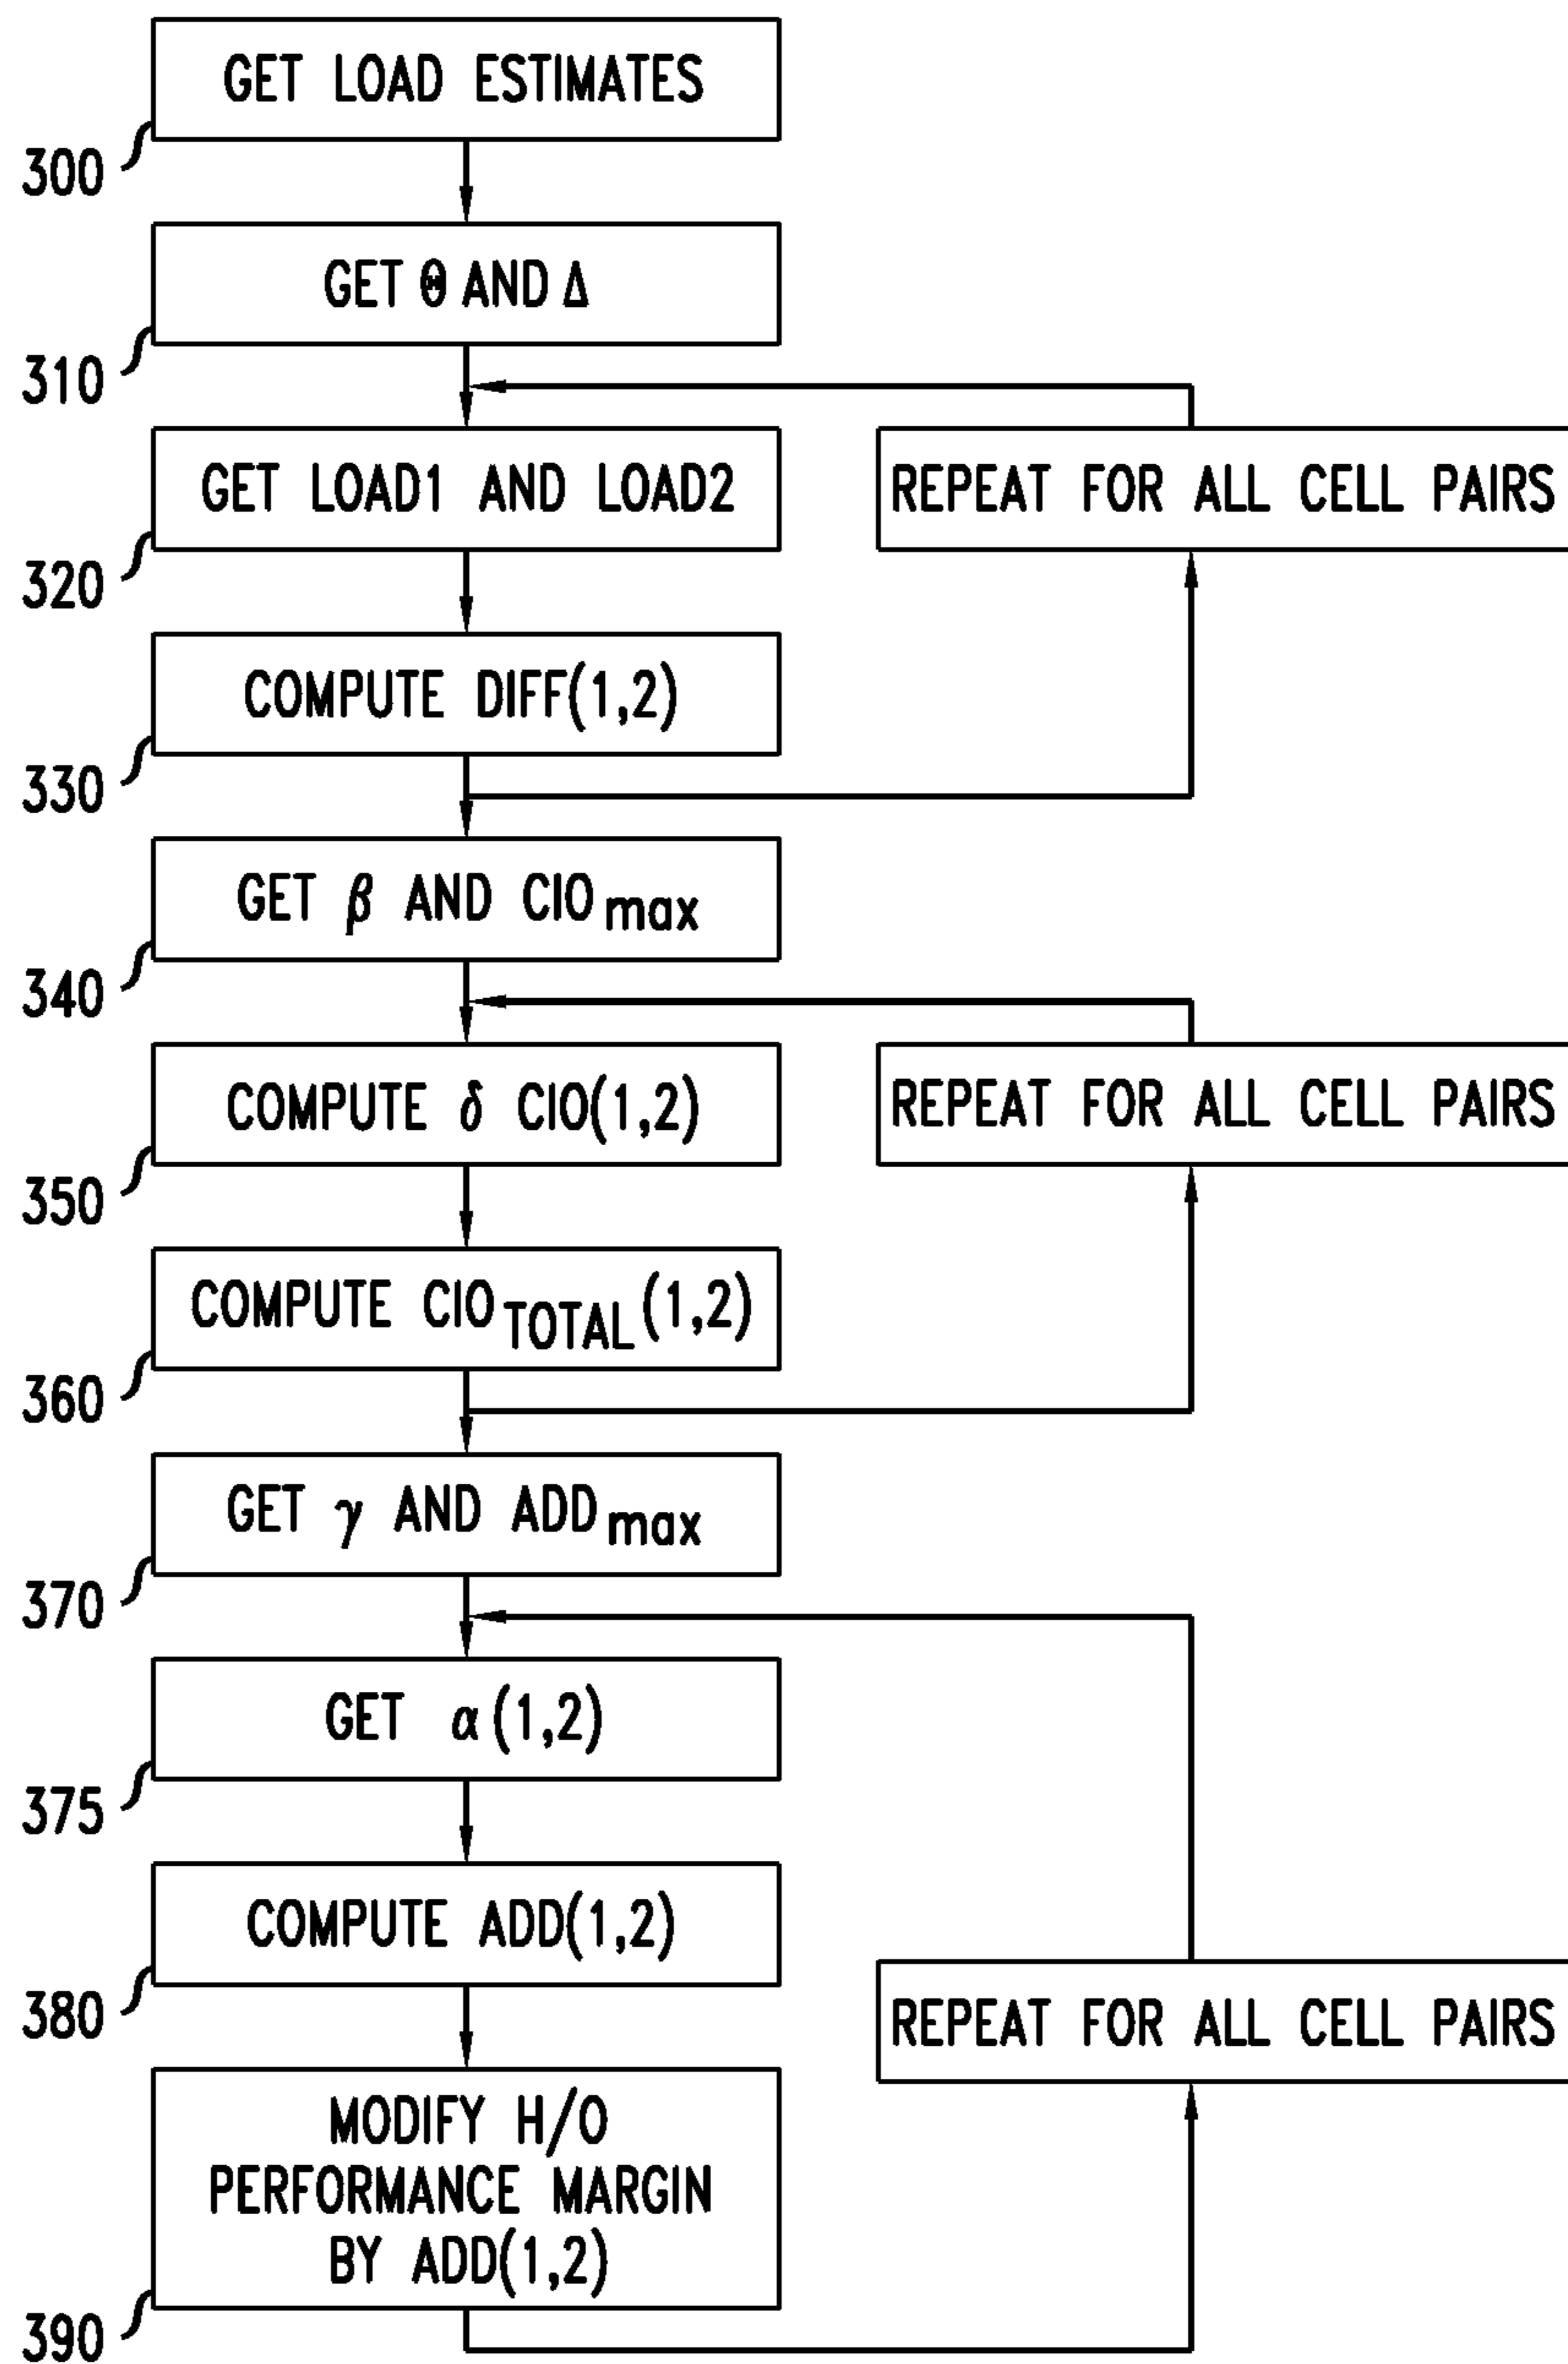 GET LOAD ESTIMATES
300
GET Θ AND Δ
310
GET LOAD1 AND LOAD2
REPEAT FOR ALL CELL PAIRS
320
COMPUTE DIFF(1,2)
330
GET β AND CIOmax
340
COMPUTE δ CIO(1,2)
REPEAT FOR ALL CELL PAIRS
350
COMPUTE CIOTOTAL(1,2)
360
GET γ AND ADDmax
370
GET α(1,2)
375
COMPUTE ADD(1,2)
380
REPEAT FOR ALL CELL PAIRS
MODIFY H/O
PERFORMANCE MARGIN
BY ADD(1,2)
390